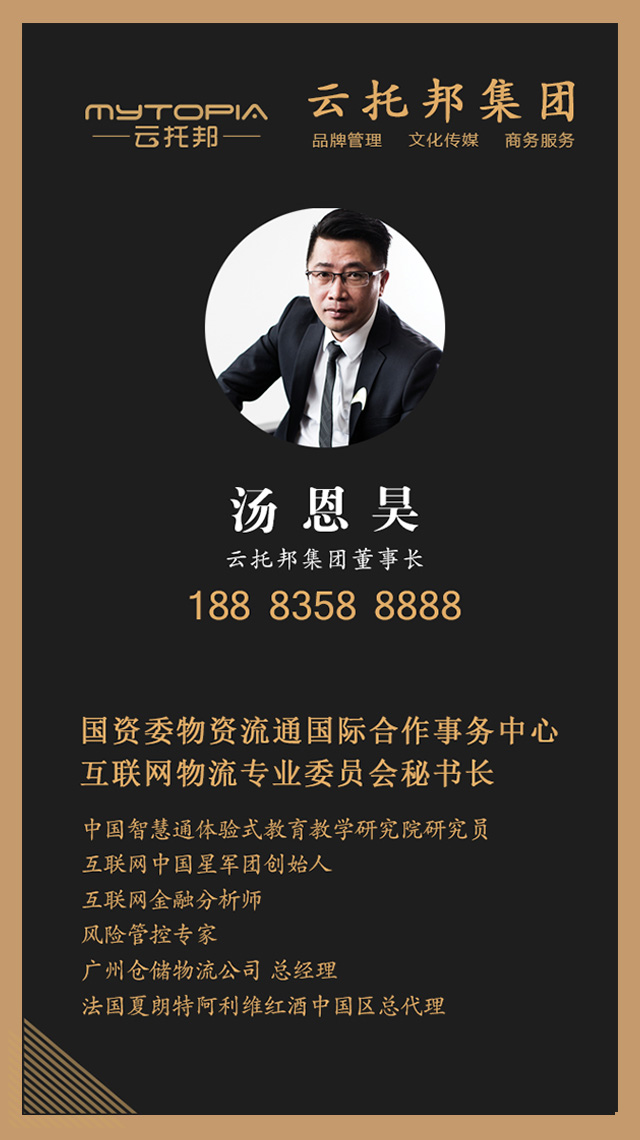 MYTOPIA
云托邦
云托邦集团
品牌管理 文化传媒 商务服务
汤恩昊
云托邦集团董事长
188 8358 8888
国资委物资流通国际合作事务中心
互联网物流专业委员会秘书长
中国智慧通体验式教育教学研究院研究员
互联网中国星军团创始人
互联网金融分析师
风险管控专家
广州仓储物流公司 总经理
法国夏朗特阿利维红酒中国区总代理